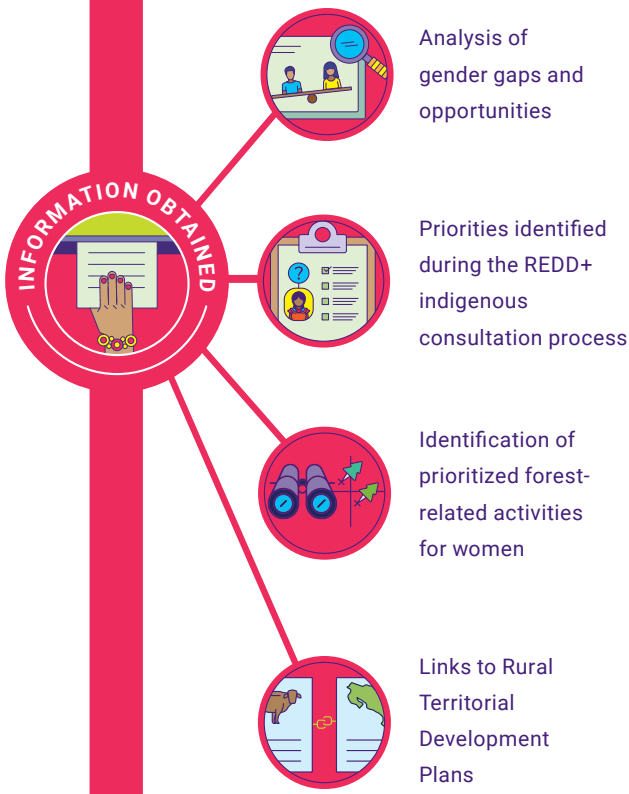 INFORMATION OBTAINED
Analysis of
gender gaps and
opportunities
?
Priorities identified
during the REDD+
indigenous
consultation process
Identification of
prioritized forest-
related activities
for women
Links to Rural
Territorial
Development
Plans